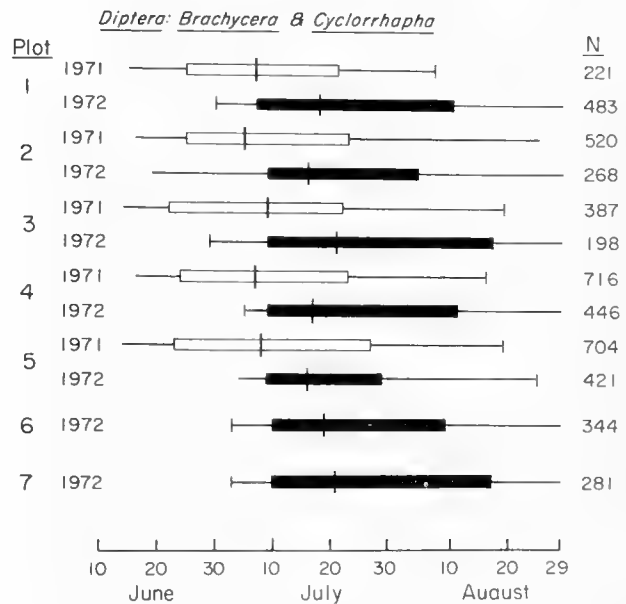 Diptera: Brachycera & Cyclorrhapha
Plot N
1 1971 221
1972 483
2 1971 520
1972 268
3 1971 387
1972 198
4 1971 716
1972 446
5 1971 704
1972 421
6 1972 344
7 1972 281
10 20 30 10 20 30 10 20 29
June July August